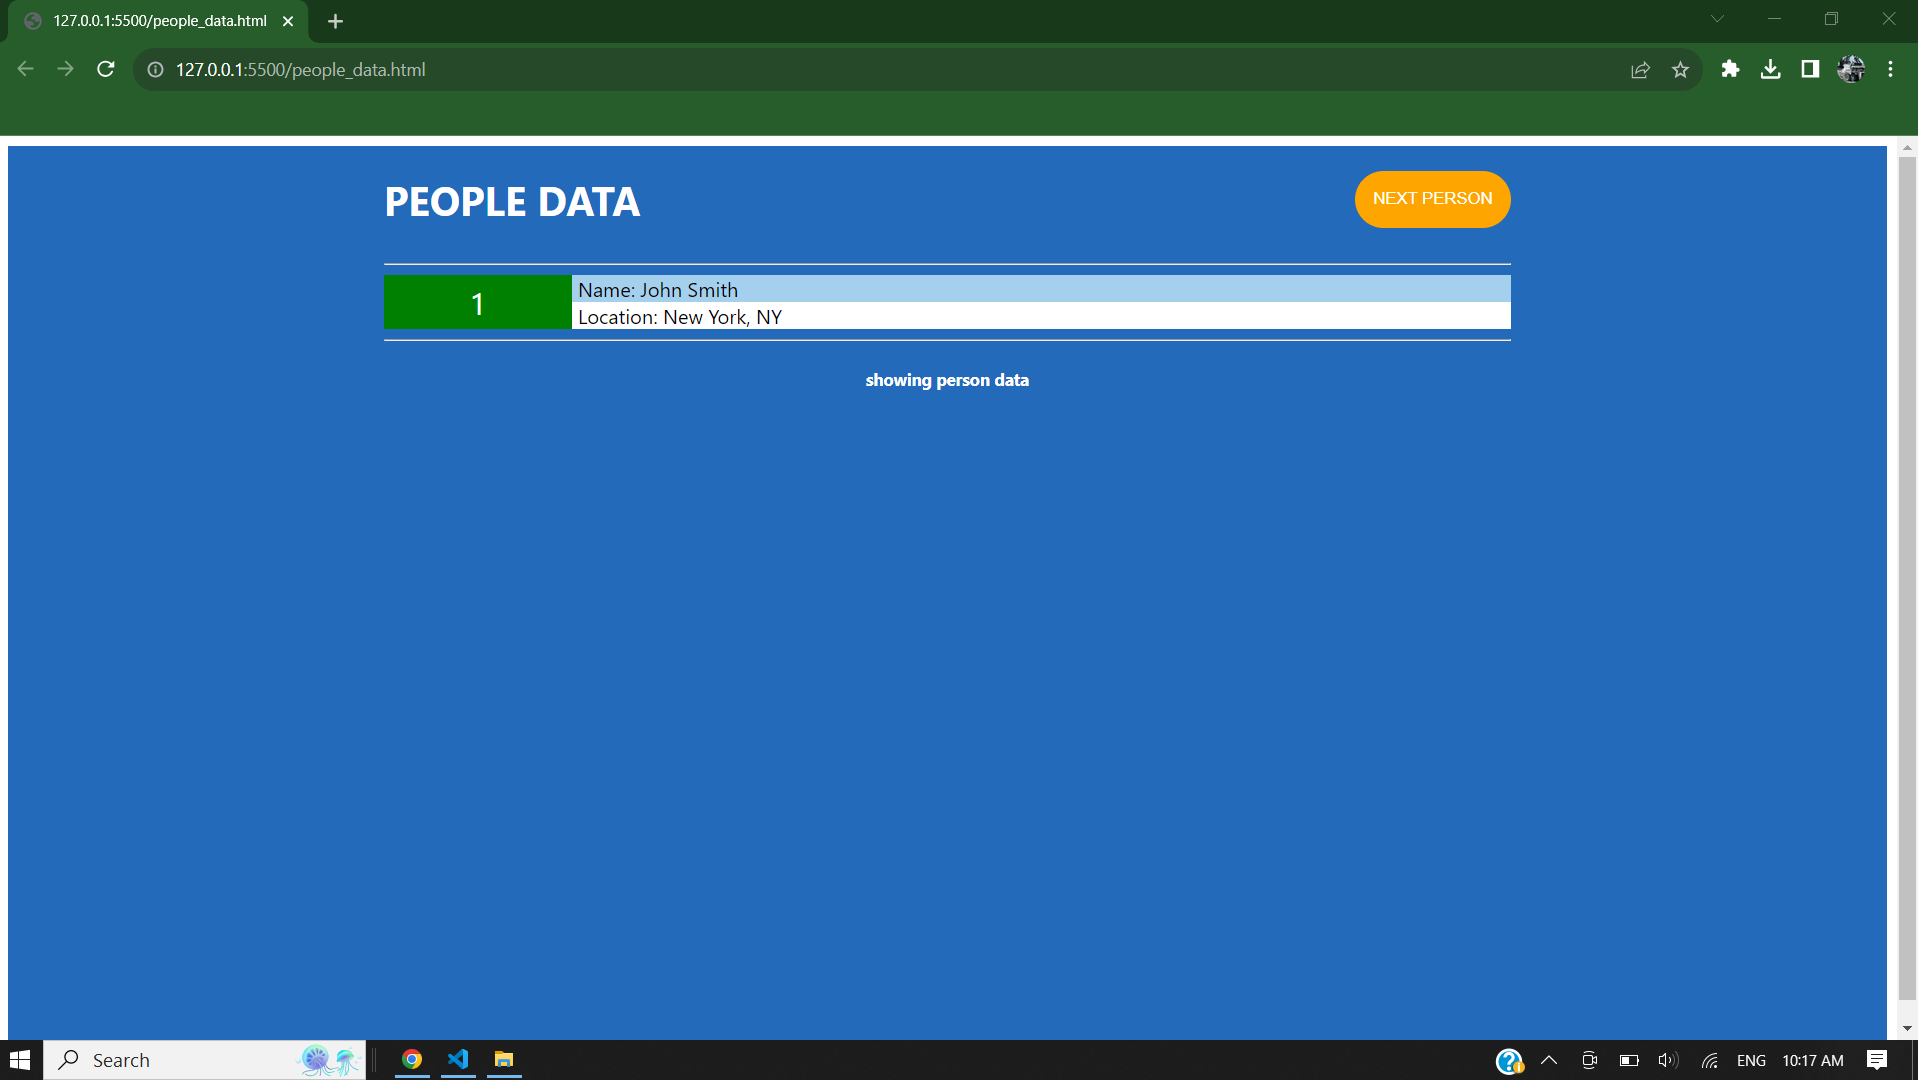 127.0.0.1:5500/people_data.html
127.0.0.1:5500/people_data.html
PEOPLE DATA
NEXT PERSON
1
Name: John Smith
Location: New York, NY
showing person data
Search
ENG
10:17 AM